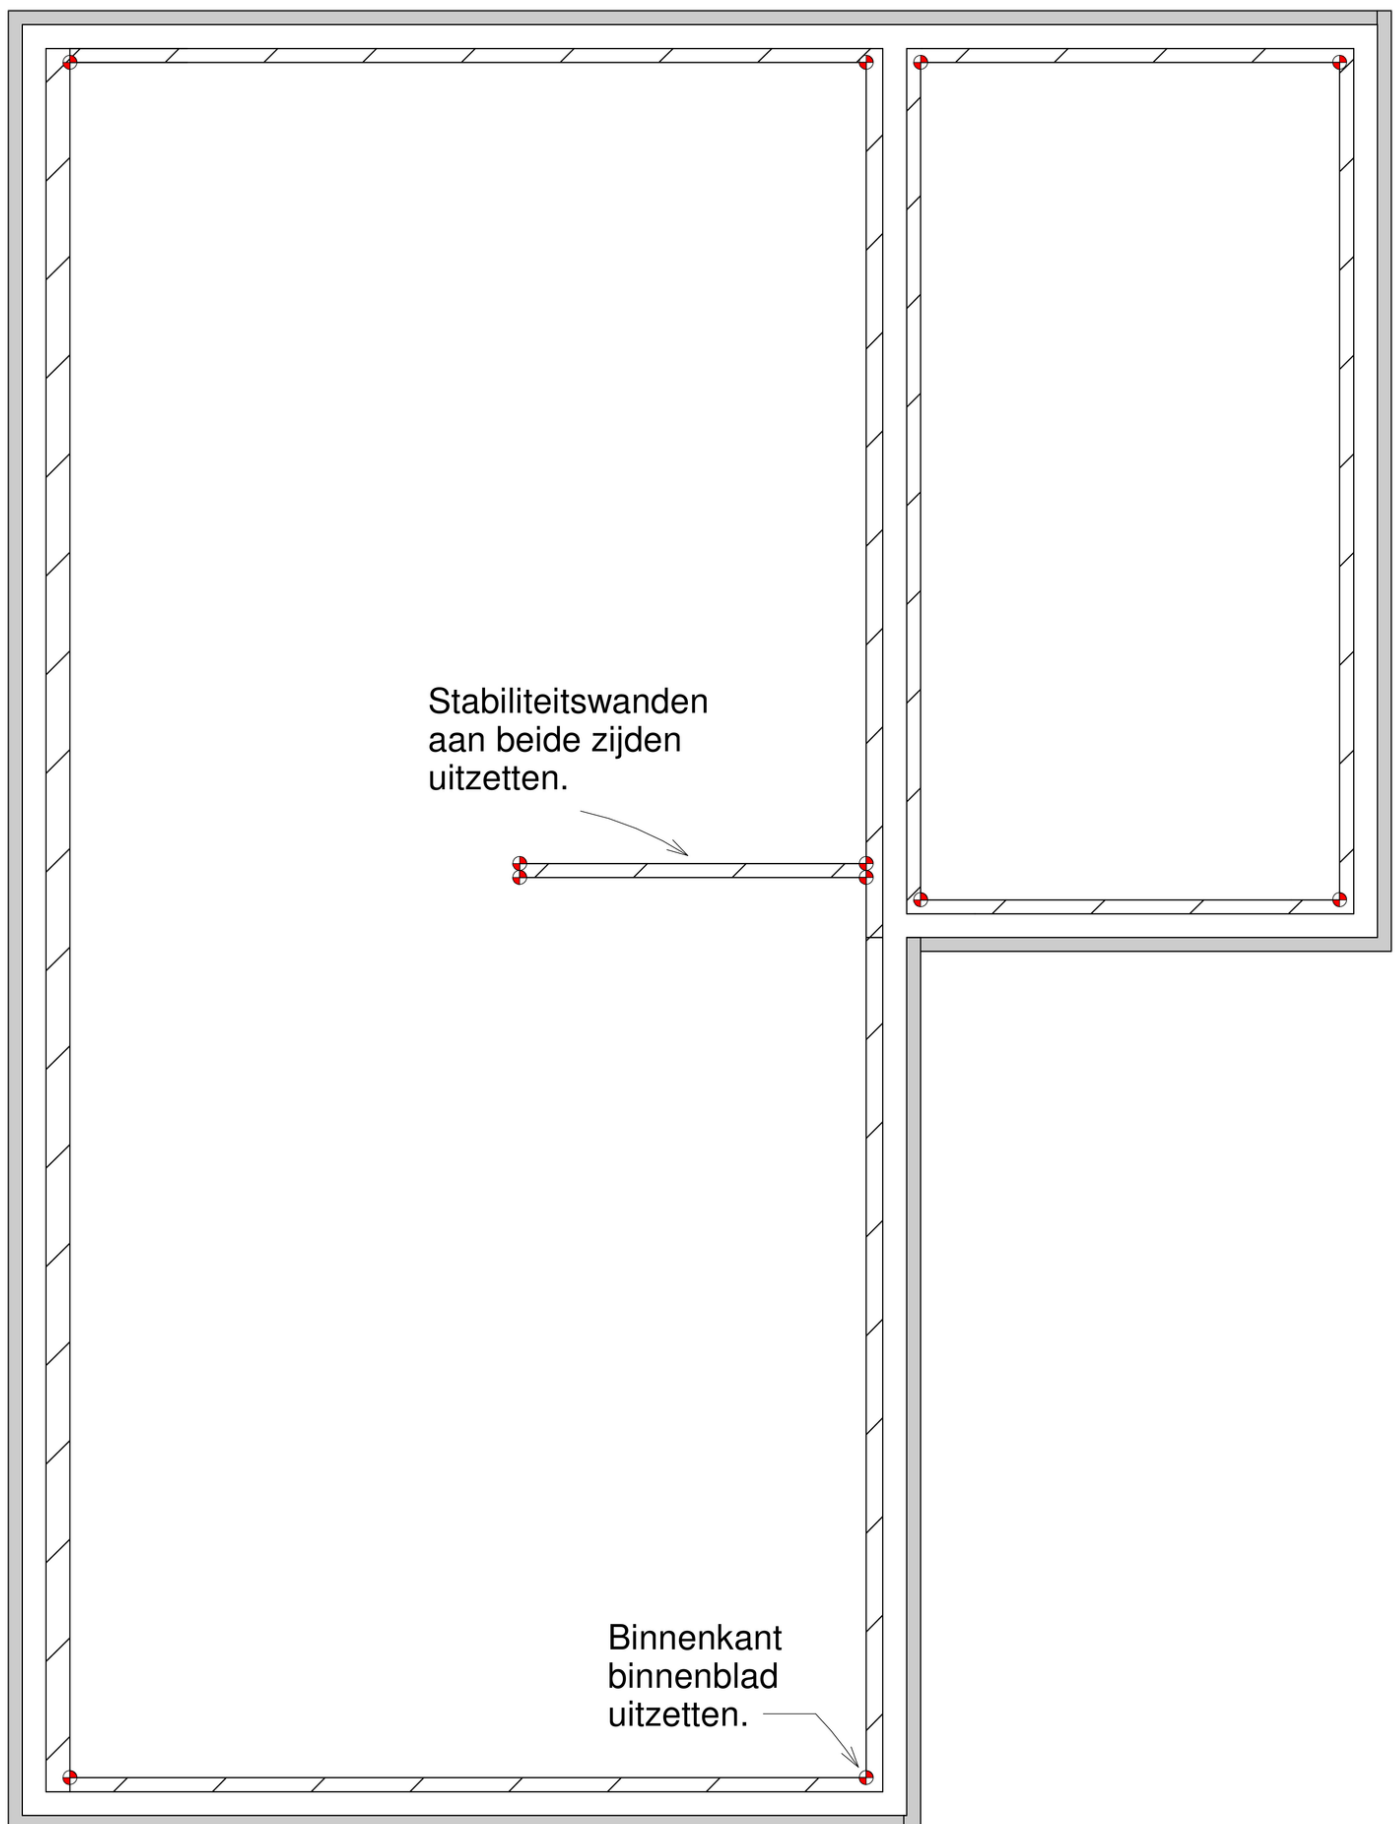 Stabiliteitswanden
aan beide zijden
uitzetten.
Binnenkant
binnenblad
uitzetten.